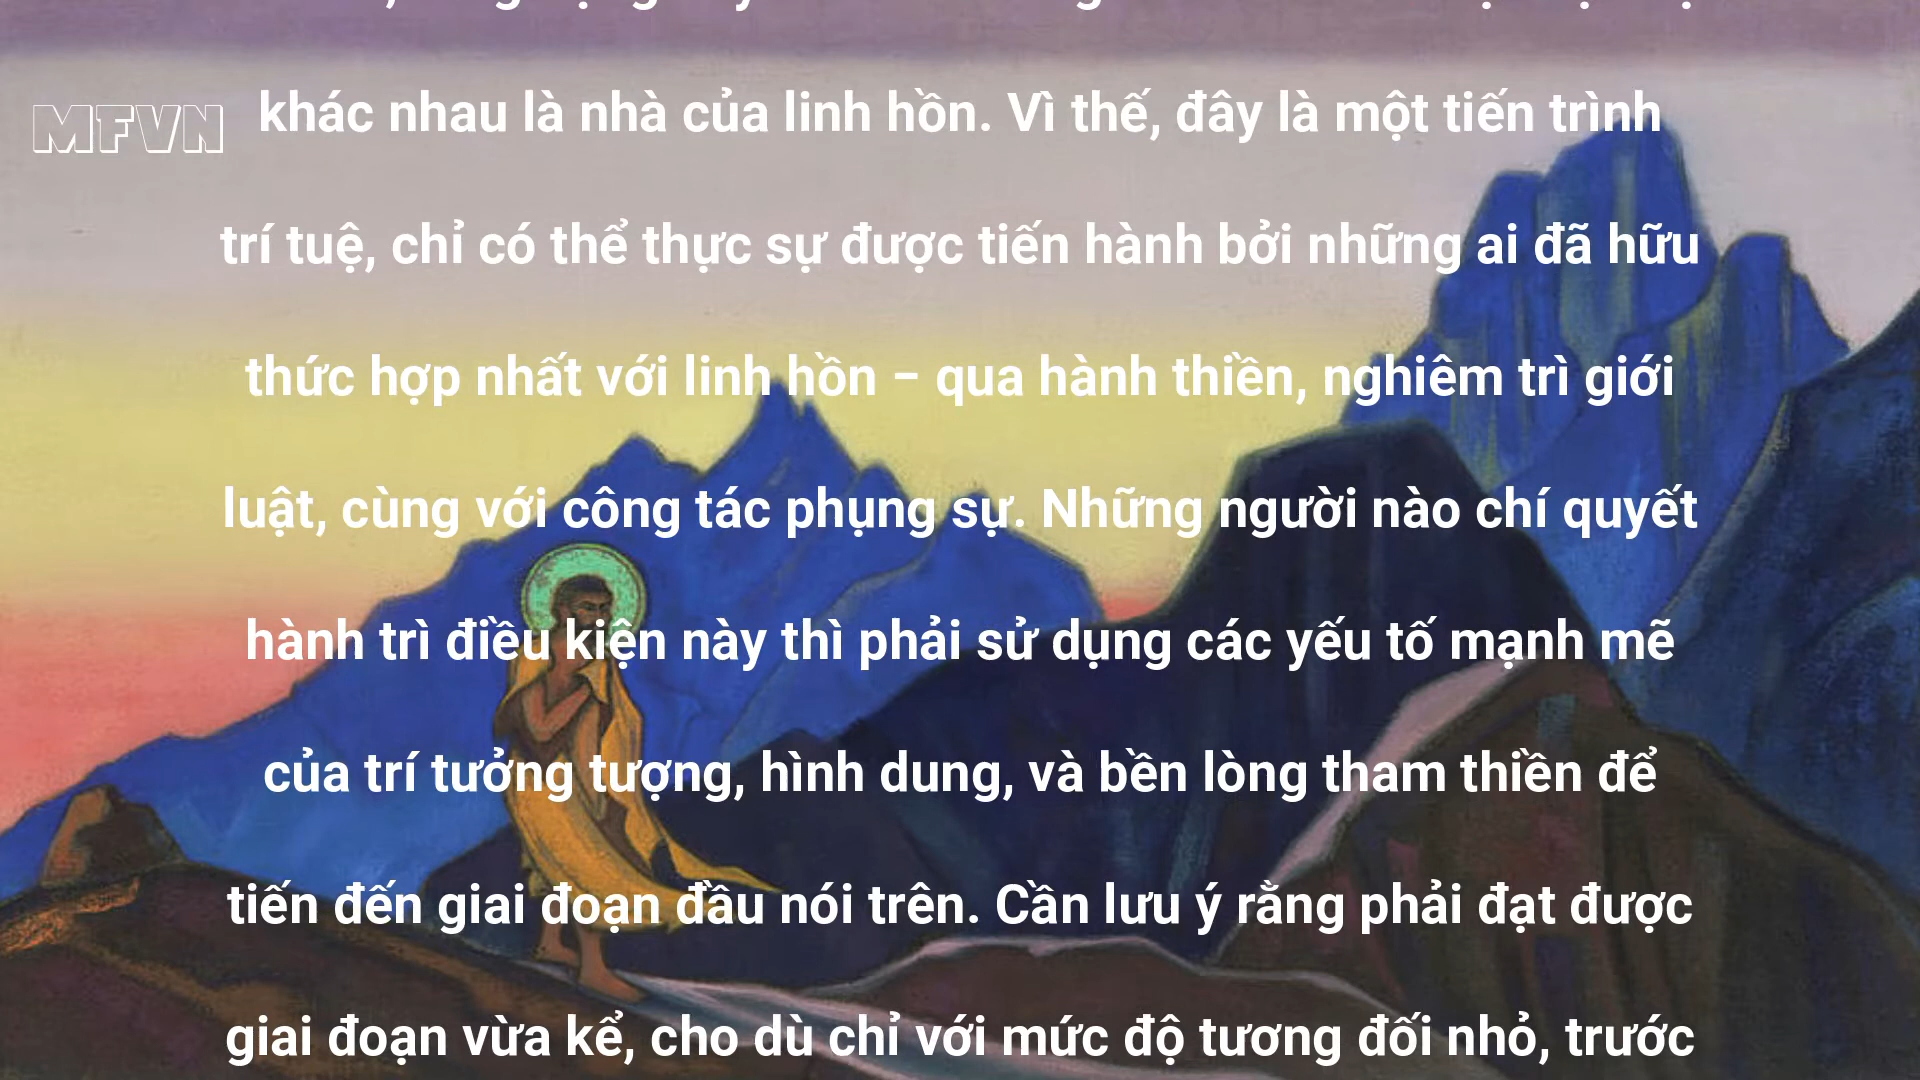 MFVN
khác nhau là nhà của linh hồn. Vì thế, đây là một tiến trình
trí tuệ, chỉ có thể thực sự được tiến hành bởi những ai đã hữu
thức hợp nhất với linh hồn – qua hành thiền, nghiêm trì giới
luật, cùng với công tác phụng sự. Những người nào chí quyết
hành trì điều kiện này thì phải sử dụng các yếu tố mạnh mẽ
của trí tưởng tượng, hình dung, và bền lòng tham thiền để
tiến đến giai đoạn đầu nói trên. Cần lưu ý rằng phải đạt được
giai đoạn vừa kể, cho dù chỉ với mức độ tương đối nhỏ, trước